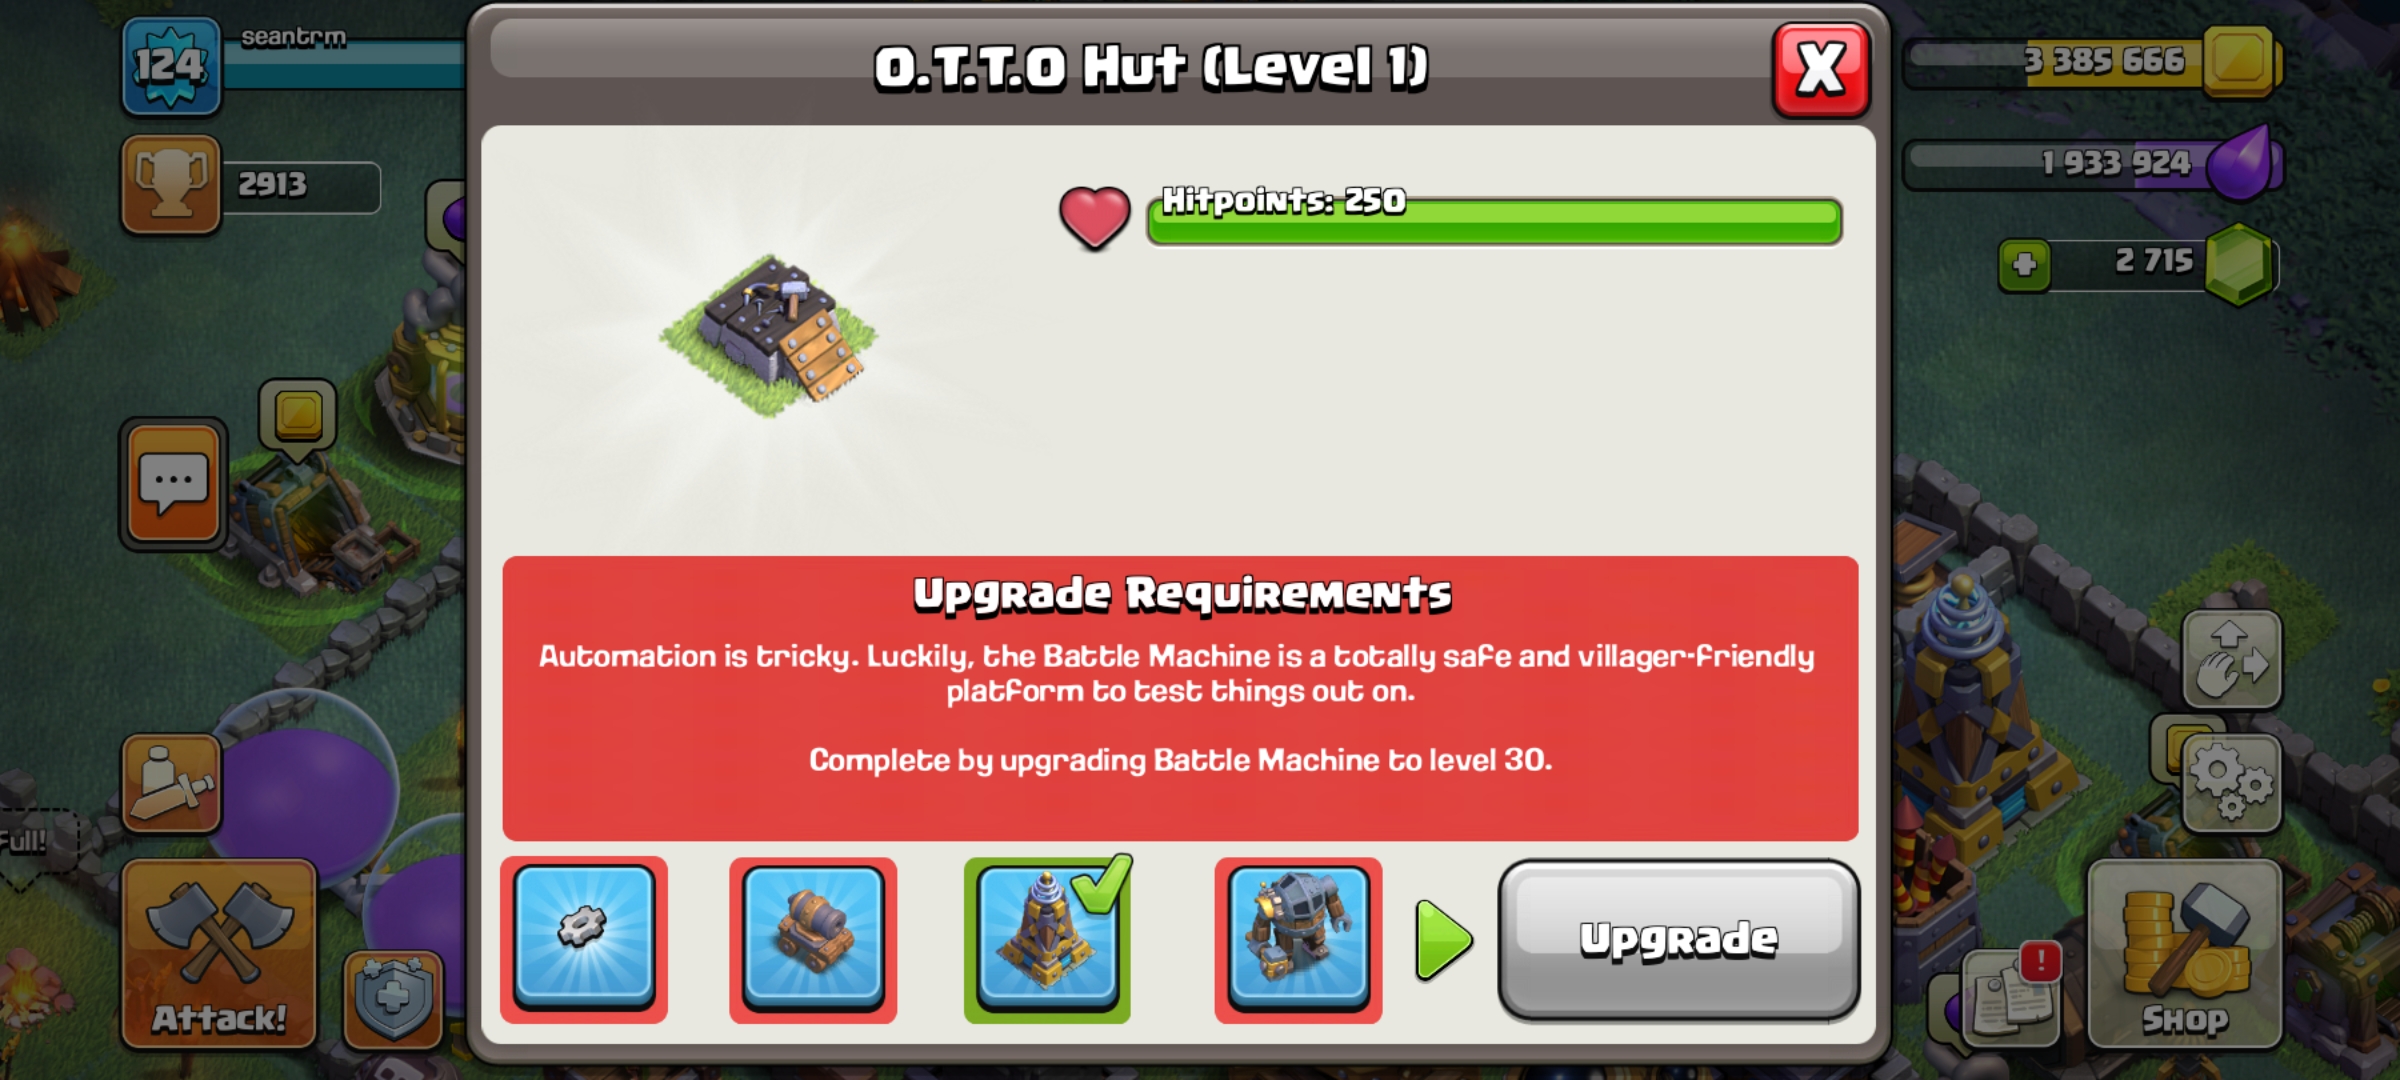 124
seantrm
O.T.T.O Hut (Level 1)
X
3 385 666
2913
Hitpoints: 250
1 933 924
2 715
Upgrade Requirements
Automation is tricky. Luckily, the Battle Machine is a totally safe and villager-friendly
platform to test things out on.
Complete by upgrading Battle Machine to level 30.
Full!
Upgrade
!
Attack!
Shop